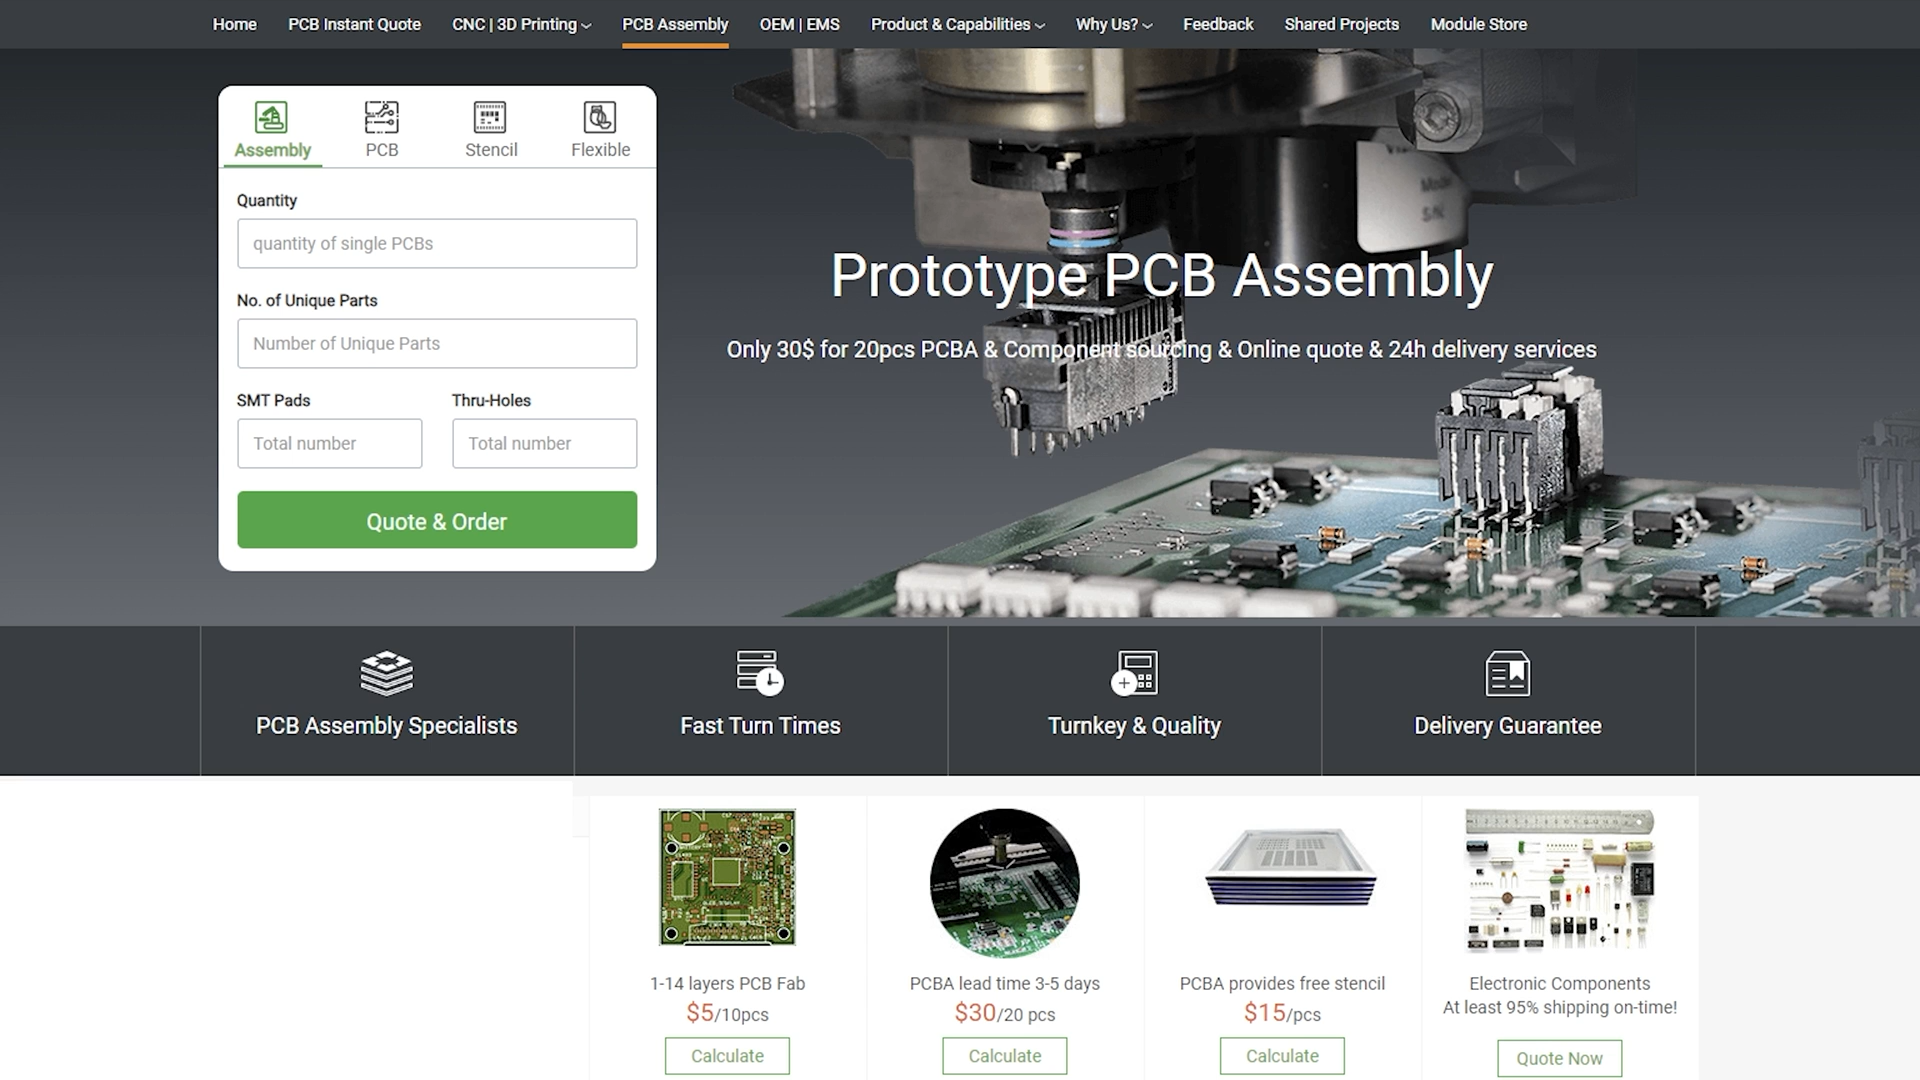 Home PCB Instant Quote CNC | 3D Printing PCB Assembly OEM | EMS Product & Capabilities Why Us? Feedback Shared Projects Module Store
Assembly PCB Stencil Flexible
Quantity
quantity of single PCBs
No. of Unique Parts
Number of Unique Parts
SMT Pads Thru-Holes
Total number Total number
Quote & Order
Prototype PCB Assembly
Only 30$ for 20pcs PCBA & Component sourcing & Online quote & 24h delivery services
PCB Assembly Specialists Fast Turn Times Turnkey & Quality Delivery Guarantee
1-14 layers PCB Fab
$5/10pcs
Calculate
PCBA lead time 3-5 days
$30/20 pcs
Calculate
PCBA provides free stencil
$15/pcs
Calculate
Electronic Components
At least 95% shipping on-time!
Quote Now